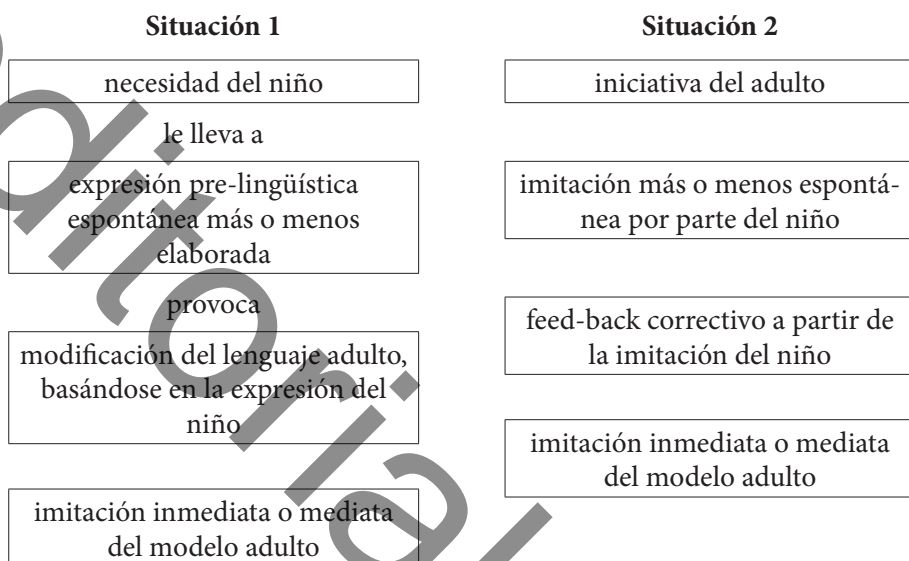 Situación 1
necesidad del niño
le lleva a
expresión pre-lingüística
espontánea más o menos
elaborada
provoca
modificación del lenguaje adulto,
basándose en la expresión del
niño
imitación inmediata o mediata
del modelo adulto
Situación 2
iniciativa del adulto
imitación más o menos espontá-
nea por parte del niño
feed-back correctivo a partir de
la imitación del niño
imitación inmediata o mediata
del modelo adulto
ditorial